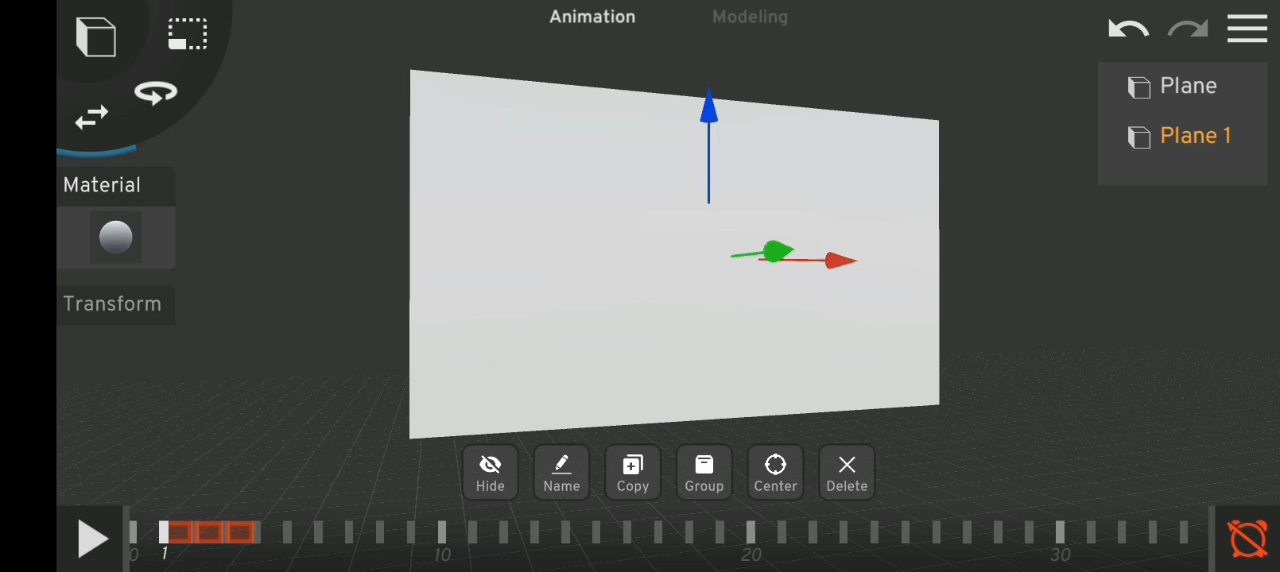 Animation
Modeling
Plane
Plane 1
Material
Transform
Hide
Name
Copy
Group
Center
Delete
0
1
10
20
30